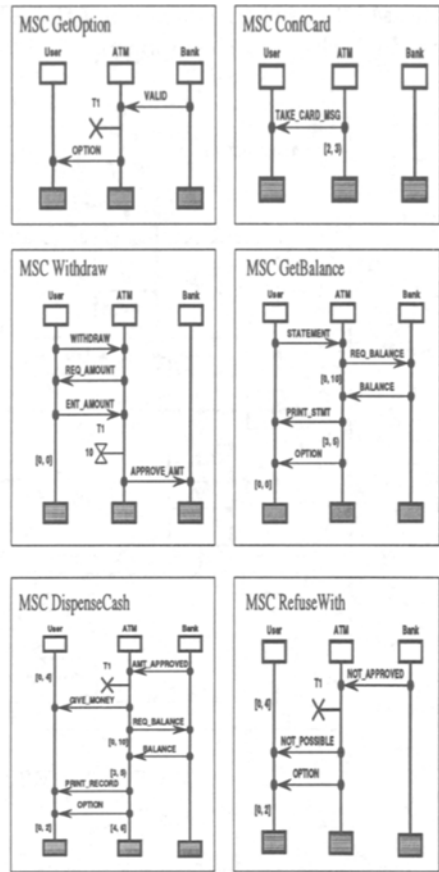 MSC GetOption
User ATM Bank
VALID
T1
OPTION
MSC ConfCard
User ATM Bank
TAKE_CARD_MSG
[2, 3)
MSC Withdraw
User ATM Bank
WITHDRAW
REQ_AMOUNT
ENT_AMOUNT
T1
10
[0, 0]
APPROVE_AMT
MSC GetBalance
User ATM Bank
STATEMENT
REQ_BALANCE
[0, 10]
BALANCE
PRINT_STMT
[3, 5)
OPTION
[0, 0]
MSC DispenseCash
User ATM Bank
AMT_APPROVED
T1
[0, 4]
GIVE_MONEY
REQ_BALANCE
[0, 10]
BALANCE
[3, 5)
PRINT_RECORD
OPTION
[0, 2] [4, 6]
MSC RefuseWith
User ATM Bank
NOT_APPROVED
T1
[0, 4]
NOT_POSSIBLE
OPTION
[0, 2]